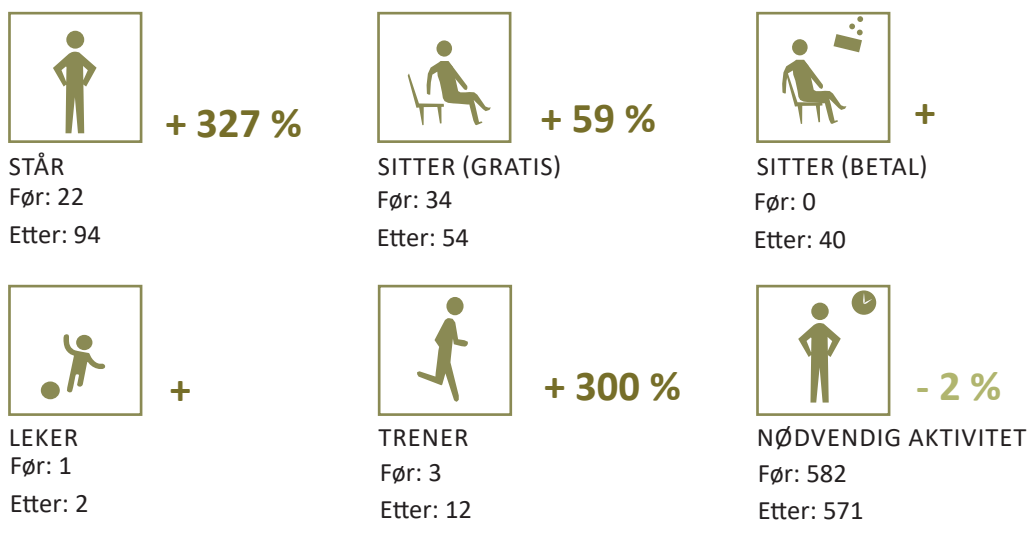 + 327 %
STÅR
Før: 22
Etter: 94
+ 59 %
SITTER (GRATIS)
Før: 34
Etter: 54
+
SITTER (BETAL)
Før: 0
Etter: 40
+
LEKER
Før: 1
Etter: 2
+ 300 %
TRENER
Før: 3
Etter: 12
- 2 %
NØDVENDIG AKTIVITET
Før: 582
Etter: 571